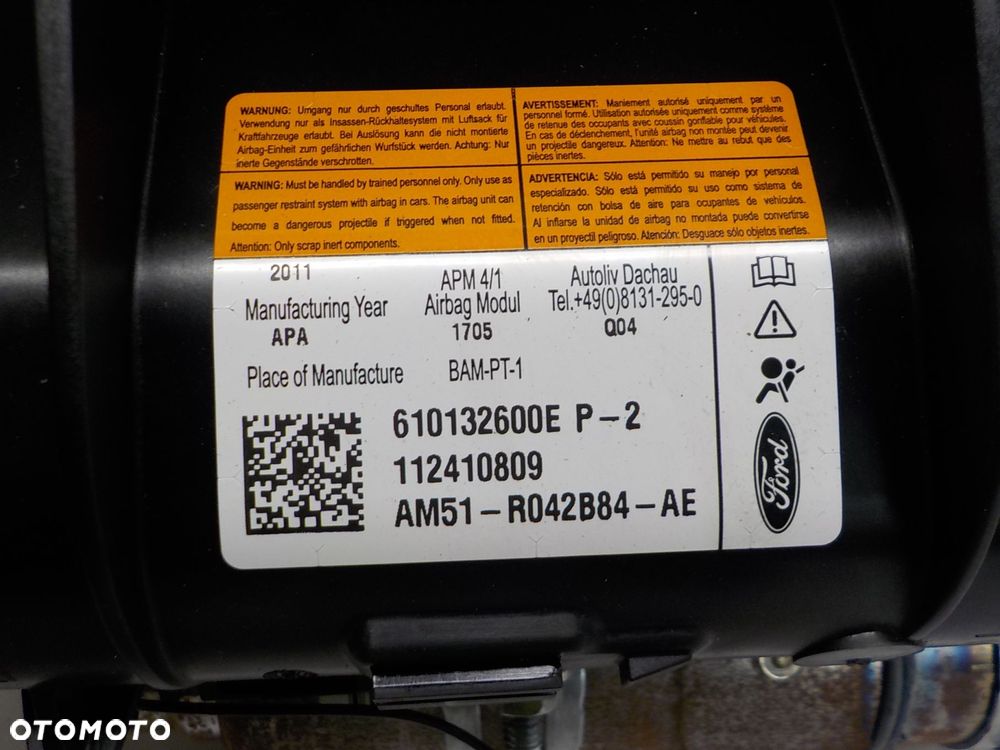 WARNUNG: Umgang nur durch geschultes Personal erlaubt.
Verwendung nur als Insassen-Rückhaltesystem mit Luftsack für
Kraftfahrzeuge erlaubt. Bei Auslösung kann die nicht montierte
Airbag-Einheit zum gefährlichen Wurfstück werden. Achtung: Nur
inerte Gegenstände verschrotten.
AVERTISSEMENT: Maniement autorisé uniquement par un
personnel formé. Utilisation autorisée uniquement comme système
de retenue des occupants avec coussin gonflable pour véhicules.
En cas de déclenchement, l'unité airbag non montée peut devenir
un projectile dangereux. Attention: Ne mettre au rebut que des
pièces inertes.
WARNING: Must be handled by trained personnel only. Only use as
passenger restraint system with airbag in cars. The airbag unit can
become a dangerous projectile if triggered when not fitted.
Attention: Only scrap inert components.
ADVERTENCIA: Sólo está permitido su manejo por personal
especializado. Sólo está permitido su uso como sistema de
retención con bolsa de aire para ocupantes de vehículos.
Al inflarse la unidad de airbag no montada puede convertirse
en un proyectil peligroso. Atención: Desguace sólo objetos inertes.
2011
Manufacturing Year
APA
Place of Manufacture
APM 4/1
Airbag Modul
1705
BAM-PT-1
Autoliv Dachau
Tel.+49(0)8131-295-0
Q04
610132600E P-2
112410809
AM51-R042B84-AE
Ford
OTOMOTO